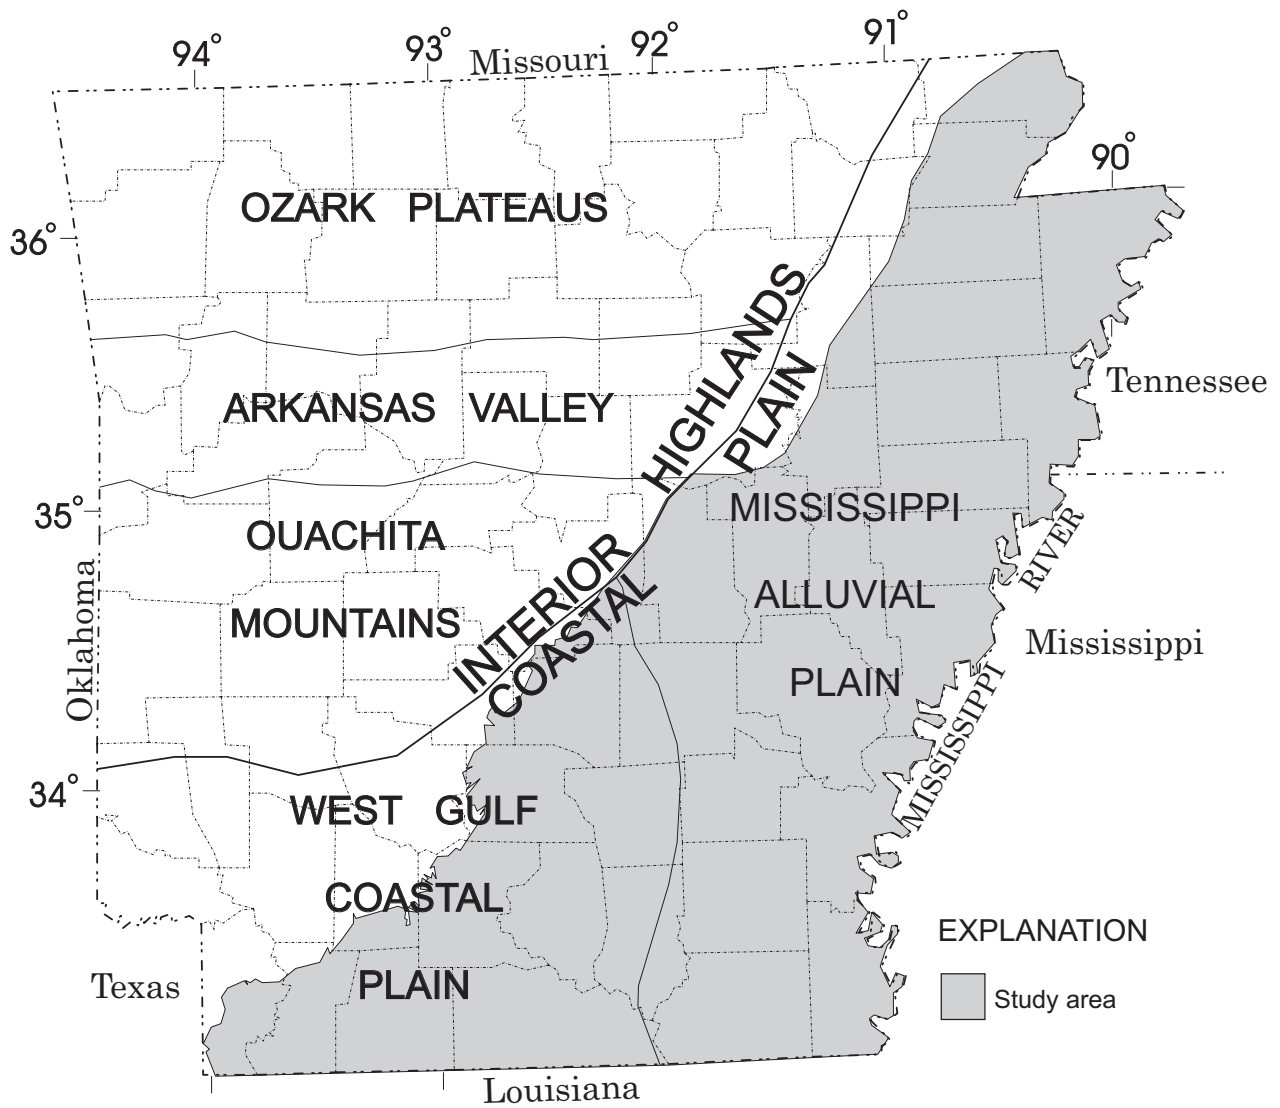 94° 93° 92° 91°
Missouri
90°
OZARK PLATEAUS
36°
HIGHLANDS
PLAIN
Tennessee
ARKANSAS VALLEY
35°
MISSISSIPPI
OUACHITA
RIVER
INTERIOR
COASTAL
ALLUVIAL
Oklahoma
MOUNTAINS
Mississippi
PLAIN
MISSISSIPPI
34°
WEST GULF
COASTAL
EXPLANATION
Texas
PLAIN
Study area
Louisiana